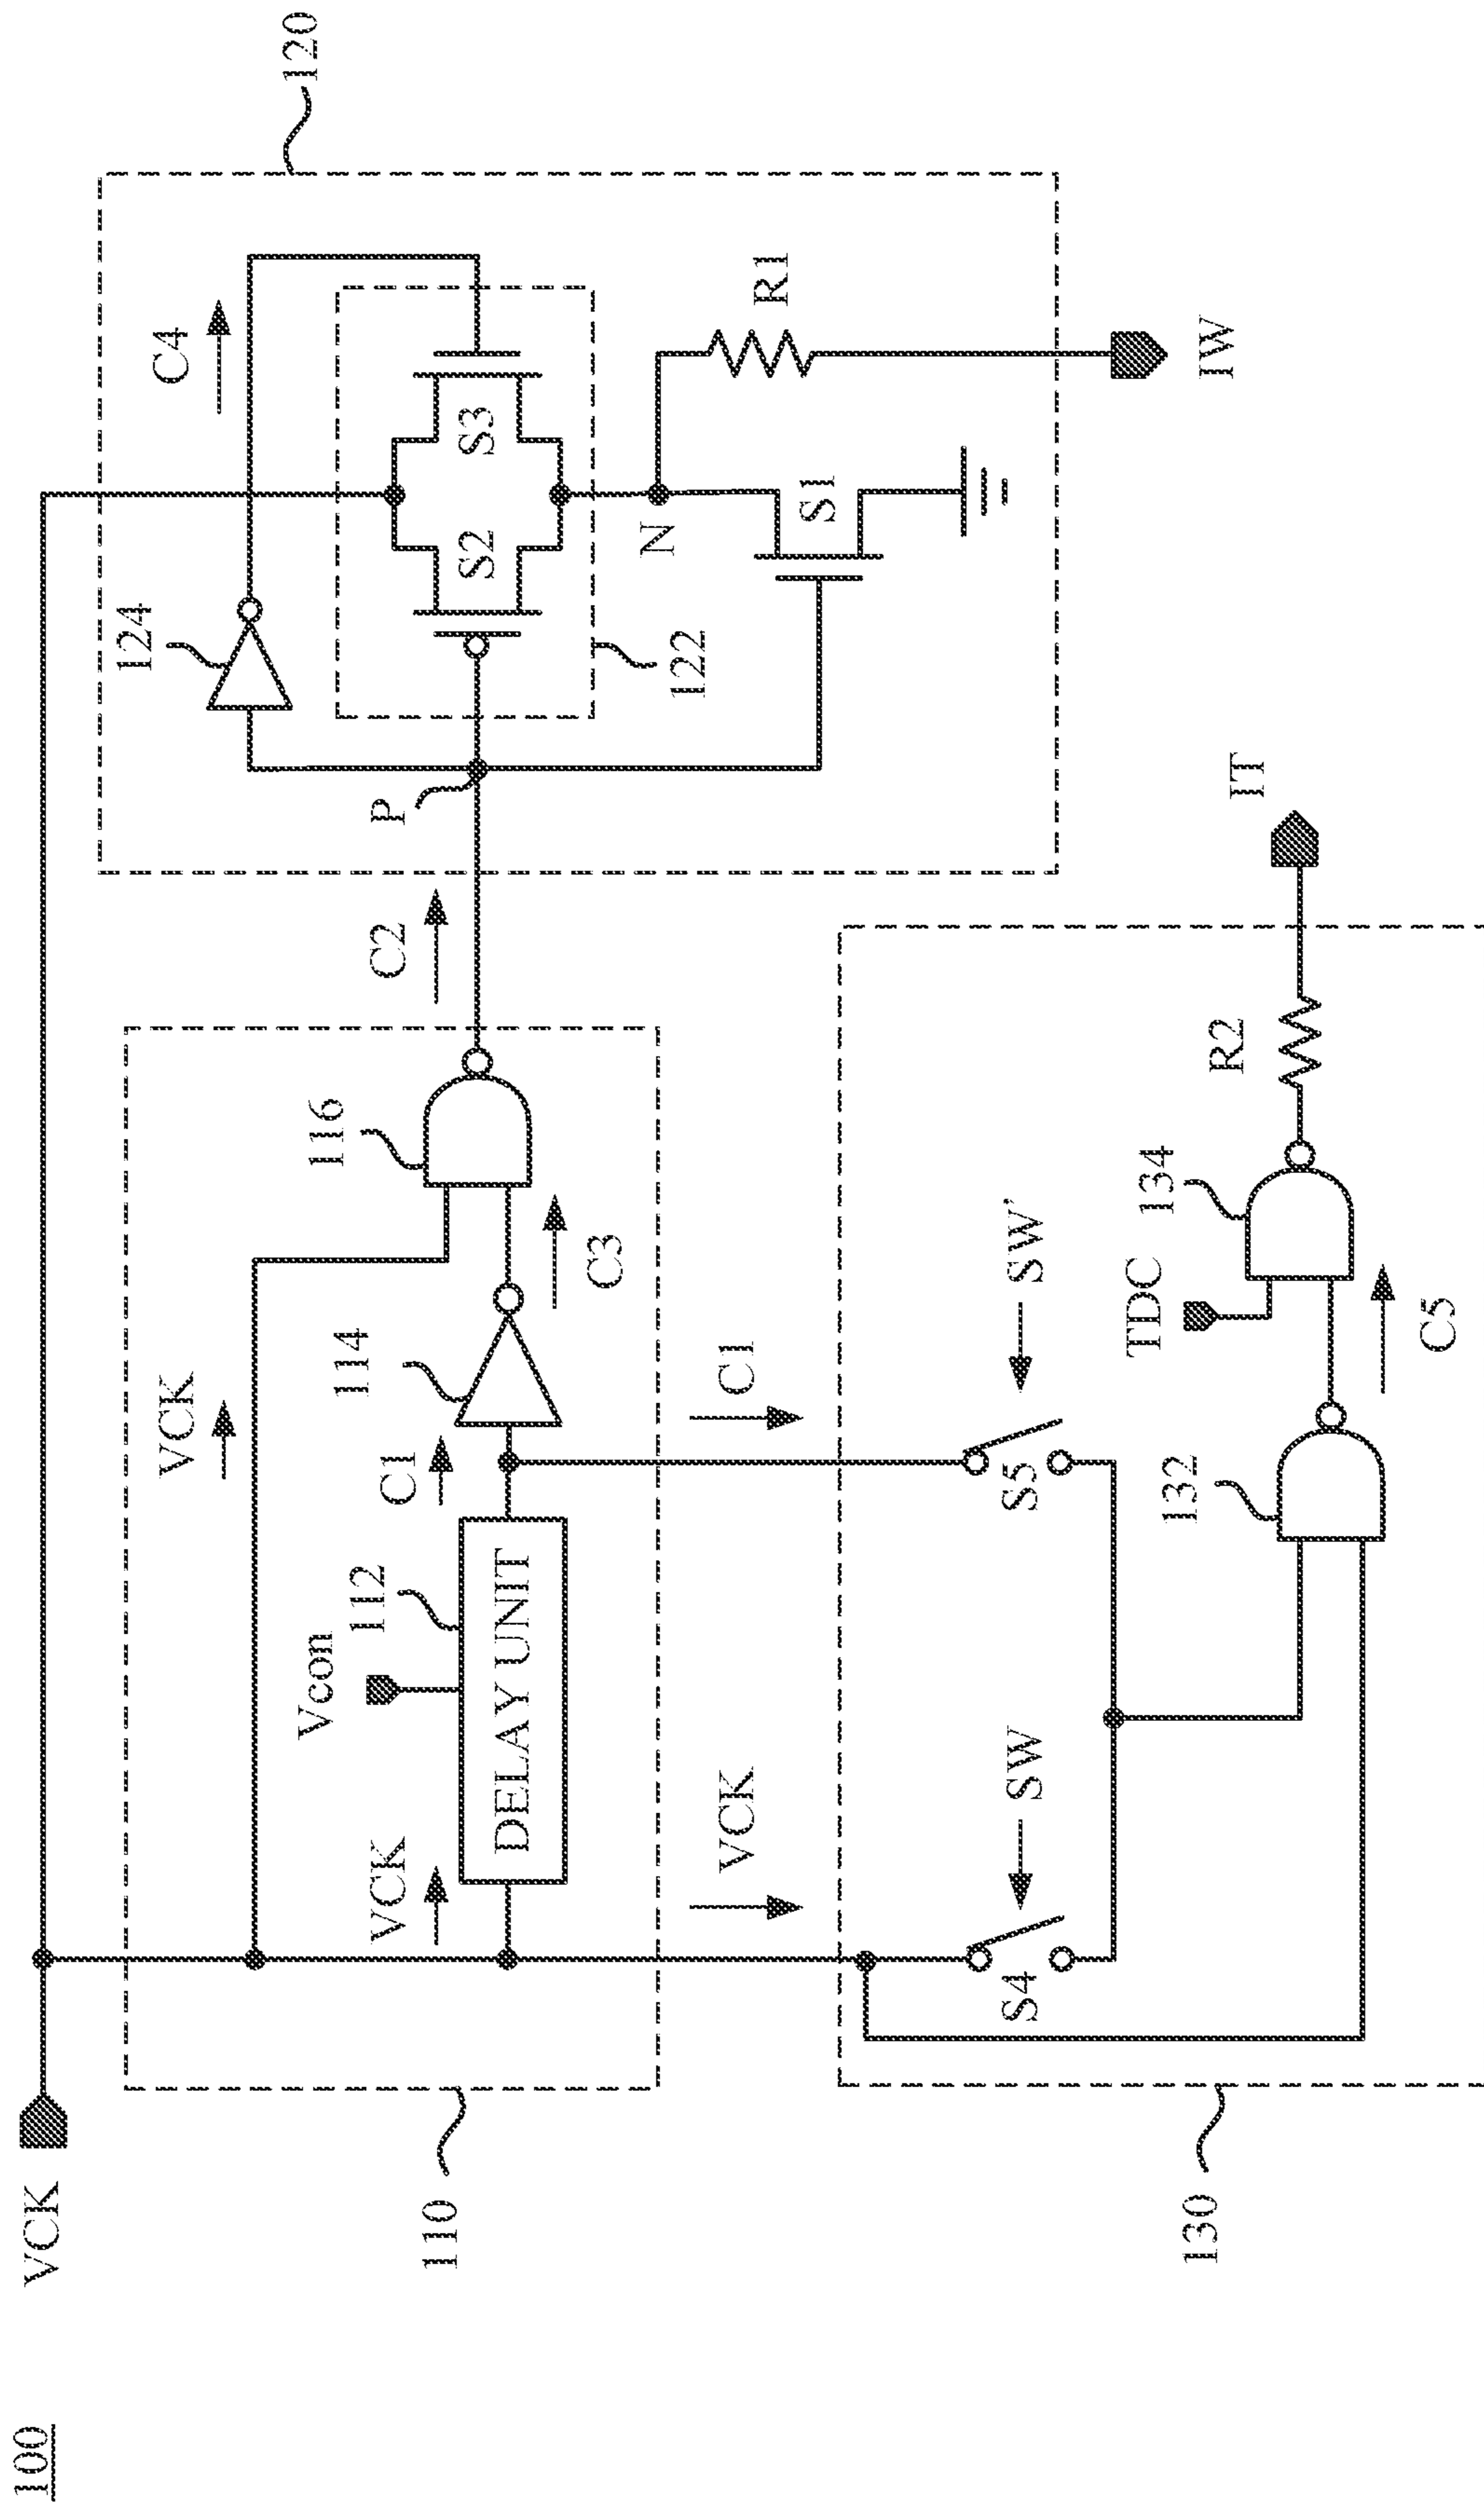 100
VCK
120
C4
124
VCK
P
S2
S3
122
N
R1
S1
IW
C2
116
114
C3
C1
Vcon
112
VCK
DELAY UNIT
110
VCK
C1
SW
SW'
S4
S5
TDC
134
R2
IT
132
C5
130